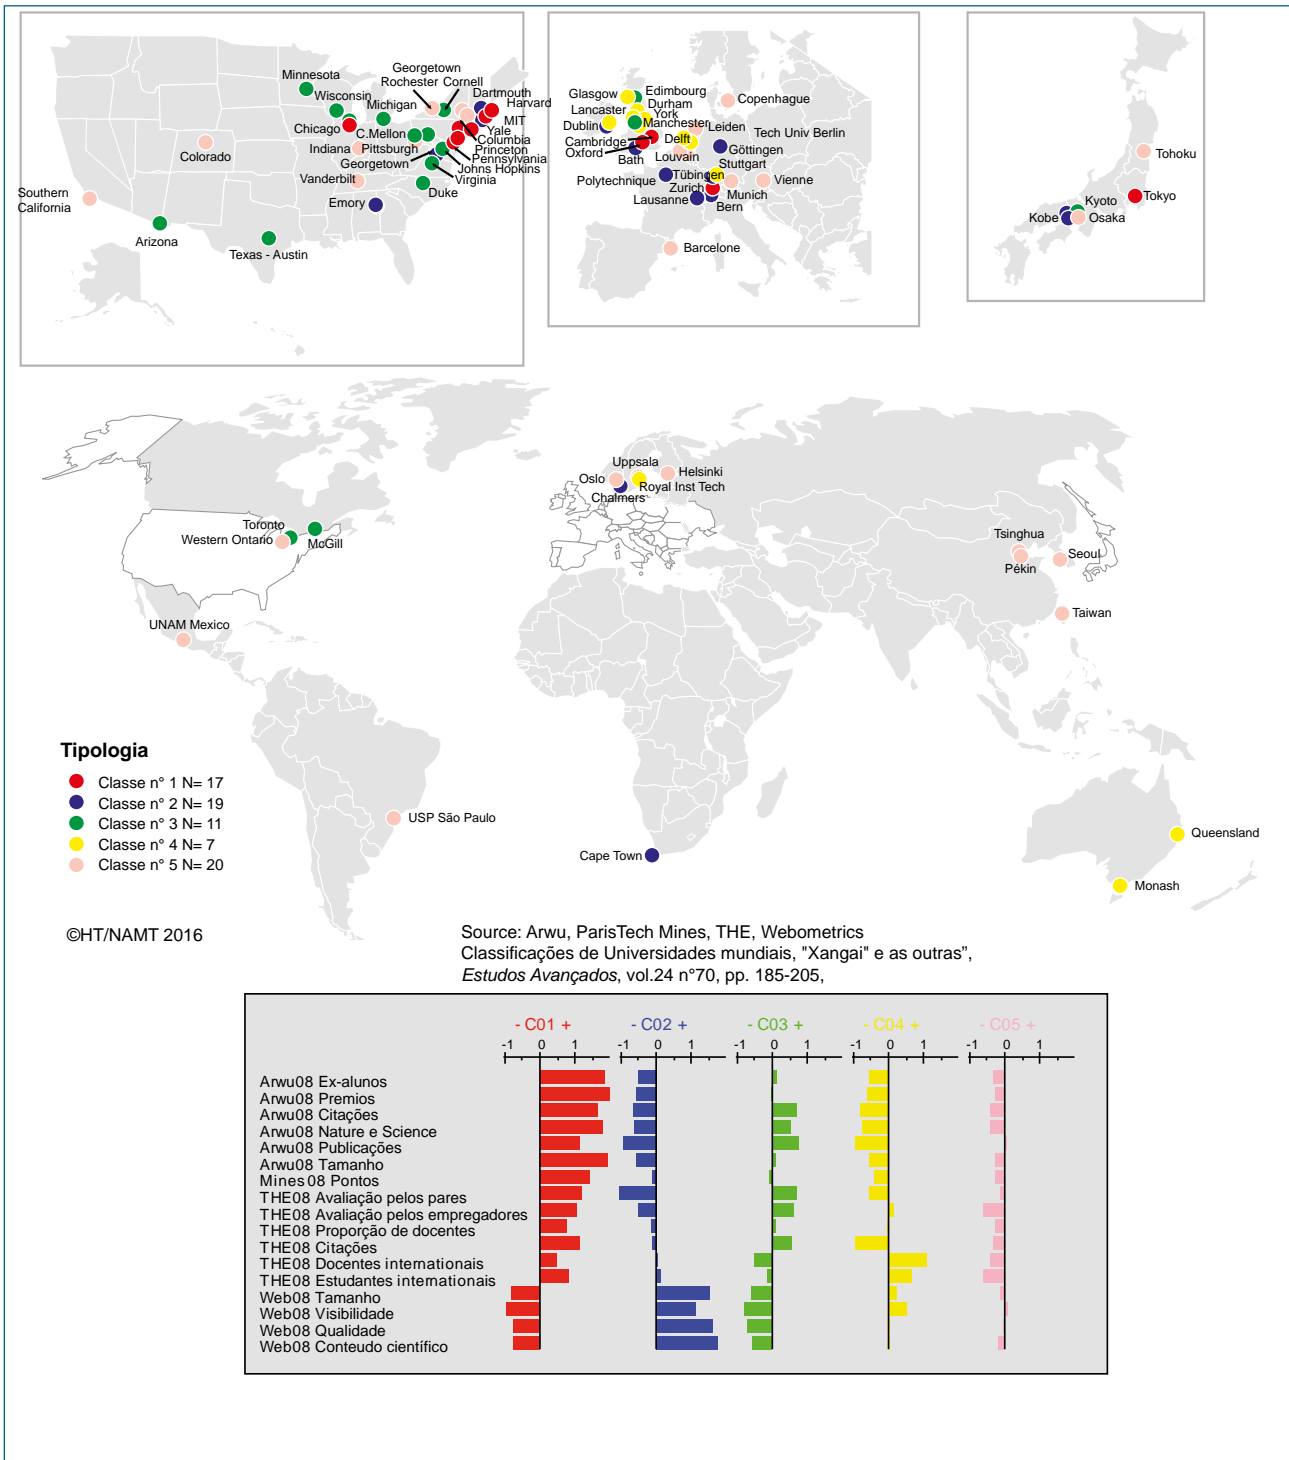 Georgetown
Rochester Cornell
Minnesota
Dartmouth
Wisconsin
Michigan
Harvard
MIT
Chicago
C.Mellon
Yale
Columbia
Indiana
Pittsburgh
Princeton
Colorado
Georgetown
Pennsylvania
Johns Hopkins
Vanderbilt
Virginia
Duke
Southern
California
Emory
Arizona
Texas - Austin
Glasgow
Edimbourg
Durham
Copenhague
Lancaster
York
Dublin
Manchester
Leiden
Tech Univ Berlin
Cambridge
Delft
Oxford
Göttingen
Bath
Louvain
Stuttgart
Polytechnique
Tübingen
Zurich
Munich
Vienne
Lausanne
Bern
Barcelone
Tohoku
Kyoto
Tokyo
Kobe
Osaka
Uppsala
Oslo
Helsinki
Royal Inst Tech
Chalmers
Toronto
Western Ontario
McGill
Tsinghua
Seoul
Pékin
Taiwan
UNAM Mexico
USP São Paulo
Cape Town
Queensland
Monash
Tipologia
Classe n° 1 N= 17
Classe n° 2 N= 19
Classe n° 3 N= 11
Classe n° 4 N= 7
Classe n° 5 N= 20
©HT/NAMT 2016
Source: Arwu, ParisTech Mines, THE, Webometrics
Classificações de Universidades mundiais, "Xangai" e as outras”,
Estudos Avançados, vol.24 n°70, pp. 185-205,
- C01 + - C02 + - C03 + - C04 + - C05 +
-1 0 1 -1 0 1 -1 0 1 -1 0 1 -1 0 1
Arwu08 Ex-alunos
Arwu08 Premios
Arwu08 Citações
Arwu08 Nature e Science
Arwu08 Publicações
Arwu08 Tamanho
Mines 08 Pontos
THE08 Avaliação pelos pares
THE08 Avaliação pelos empregadores
THE08 Proporção de docentes
THE08 Citações
THE08 Docentes internationais
THE08 Estudantes internationais
Web08 Tamanho
Web08 Visibilidade
Web08 Qualidade
Web08 Conteudo científico